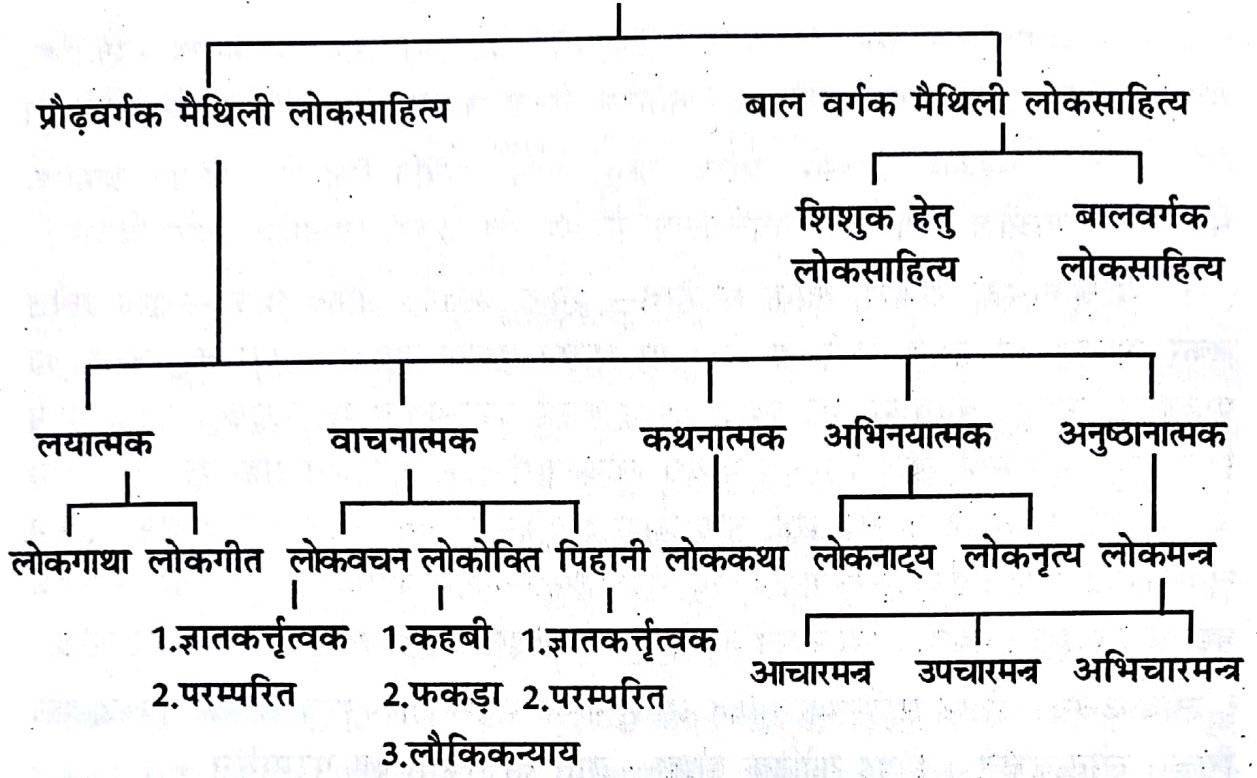 प्रौढ़वर्गक मैथिली लोकसाहित्य बाल वर्गक मैथिली लोकसाहित्य
शिशुक हेतु बालवर्गक
लोकसाहित्य लोकसाहित्य
लयात्मक वाचनात्मक कथनात्मक अभिनयात्मक अनुष्ठानात्मक
लोकगाथा लोकगीत लोकवचन लोकोक्ति पिहानी लोककथा लोकनाट्य लोकनृत्य लोकमन्त्र
1.ज्ञातकर्त्तृत्वक 1.कहबी 1.ज्ञातकर्त्तृत्वक
आचारमन्त्र उपचारमन्त्र अभिचारमन्त्र
2.परम्परित 2.फकड़ा 2.परम्परित
3.लौकिकन्याय